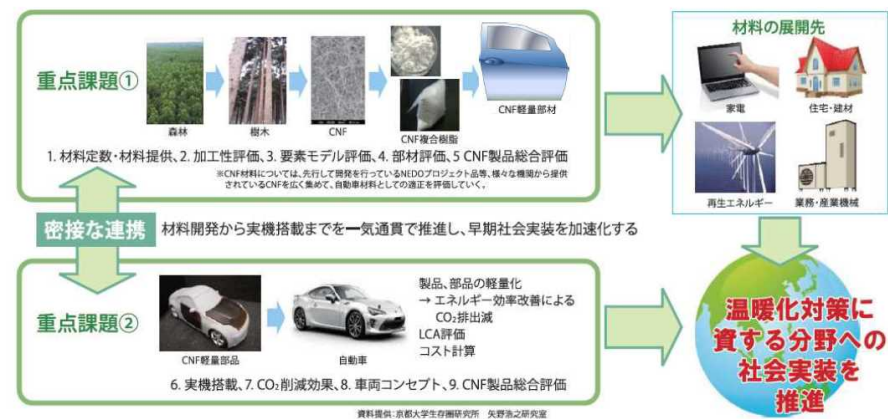 重点課題①
森林
樹木
CNF
CNF複合樹脂
CNF軽量部材
1. 材料定数・材料提供、2. 加工性評価、3. 要素モデル評価、4. 部材評価、5 CNF製品総合評価
※CNF材料については、先行して開発を行っているNEDOプロジェクト品等、様々な機関から提供
されているCNFを広く集めて、自動車材料としての適正を評価していく。
材料の展開先
家電
住宅・建材
再生エネルギー
業務・産業機械
密接な連携
材料開発から実機搭載までを一気通貫で推進し、早期社会実装を加速化する
重点課題②
CNF軽量部品
自動車
製品、部品の軽量化
→ エネルギー効率改善による
CO₂排出減
LCA評価
コスト計算
6. 実機搭載、7. CO₂削減効果、8. 車両コンセプト、9. CNF製品総合評価
温暖化対策に
資する分野への
社会実装を
推進
資料提供:京都大学生存圏研究所 矢野浩之研究室